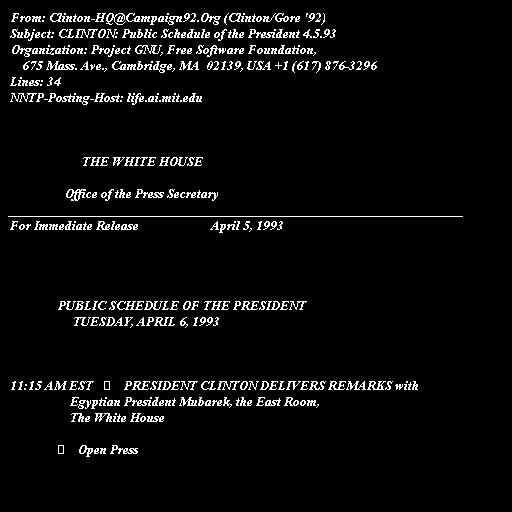 From: Clinton-HQ@Campaign92.Org (Clinton/Gore '92)
Subject: CLINTON: Public Schedule of the President 4.5.93
Organization: Project GNU, Free Software Foundation,
675 Mass. Ave., Cambridge, MA 02139, USA +1 (617) 876-3296
Lines: 34
NNTP-Posting-Host: life.ai.mit.edu
THE WHITE HOUSE
Office of the Press Secretary
For Immediate Release April 5, 1993
PUBLIC SCHEDULE OF THE PRESIDENT
TUESDAY, APRIL 6, 1993
11:15 AM EST PRESIDENT CLINTON DELIVERS REMARKS with
Egyptian President Mubarek, the East Room,
The White House
Open Press